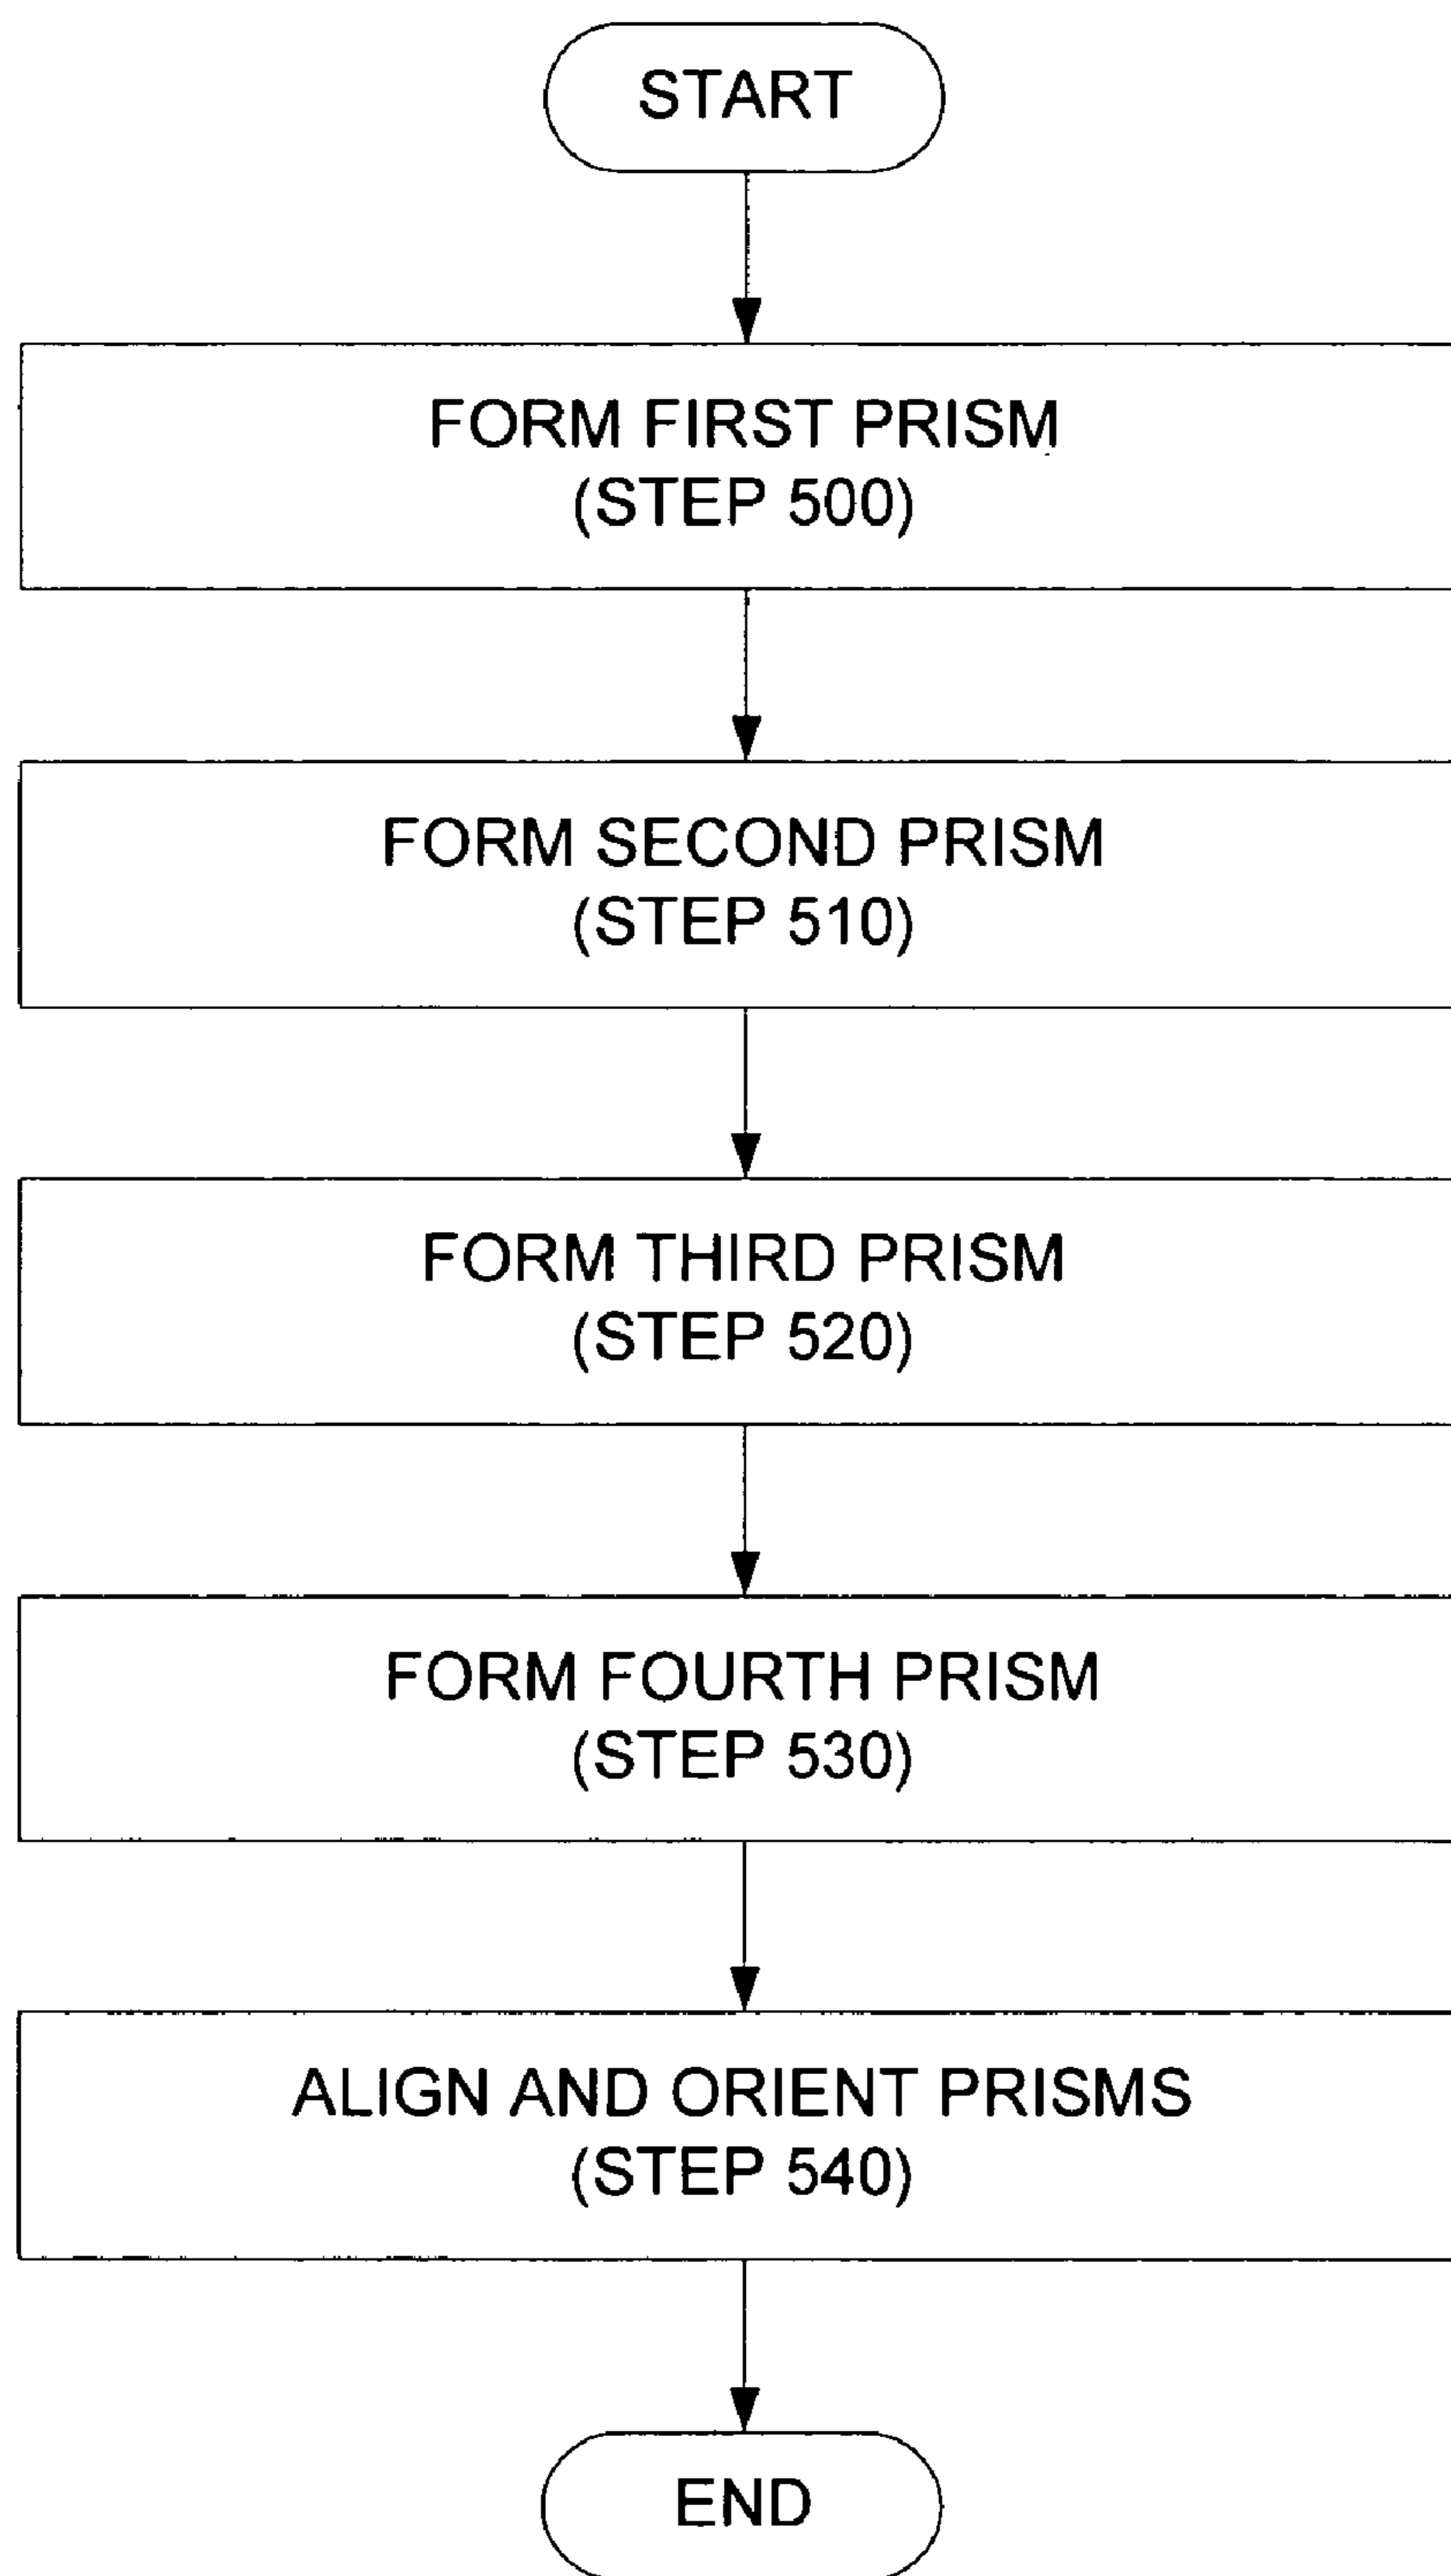 START
FORM FIRST PRISM
(STEP 500)
FORM SECOND PRISM
(STEP 510)
FORM THIRD PRISM
(STEP 520)
FORM FOURTH PRISM
(STEP 530)
ALIGN AND ORIENT PRISMS
(STEP 540)
END